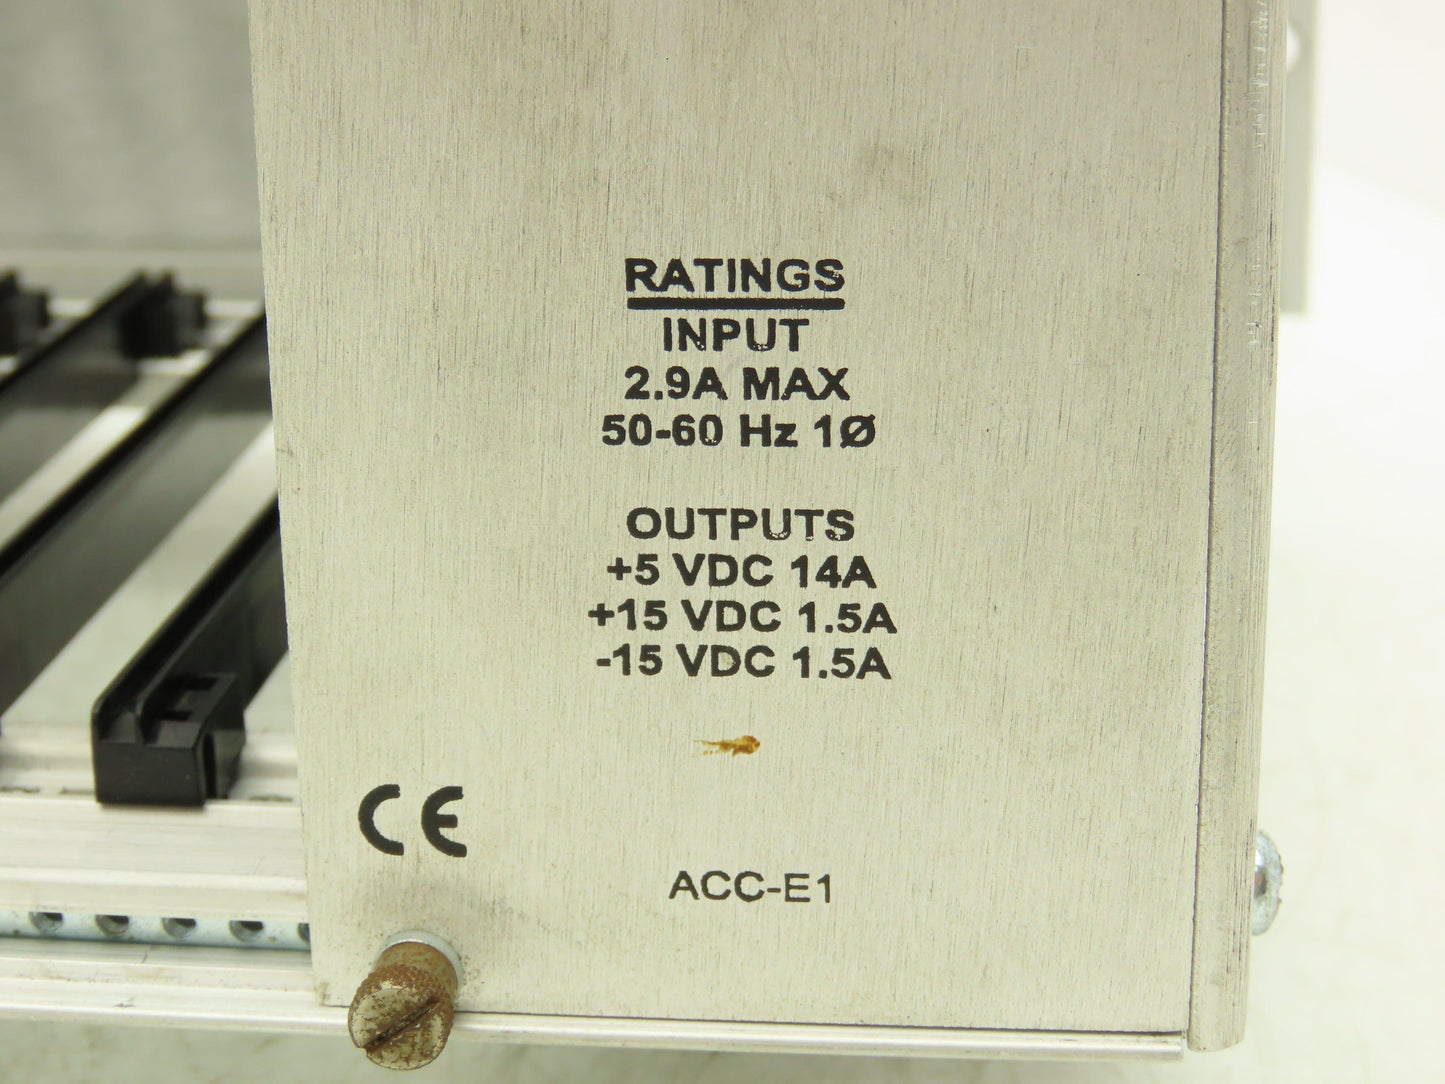 RATINGS
INPUT
2.9A MAX
50-60 Hz 1Ø
OUTPUTS
+5 VDC 14A
+15 VDC 1.5A
-15 VDC 1.5A
CE
ACC-E1